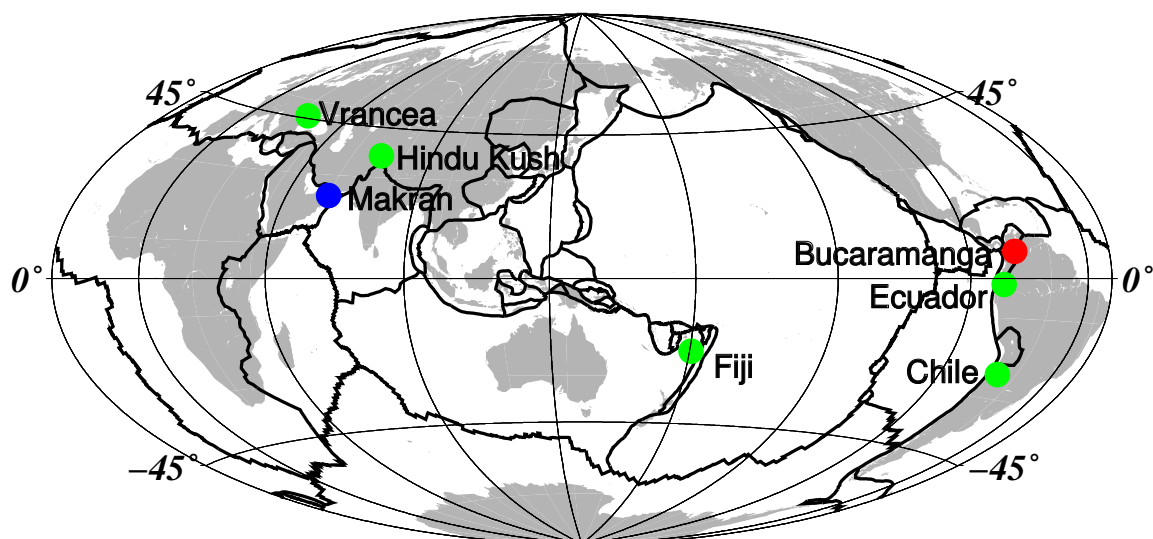 45°
45°
Vrancea
Hindu Kush
Makran
Bucaramanga
0°
0°
Ecuador
Fiji
Chile
−45°
−45°